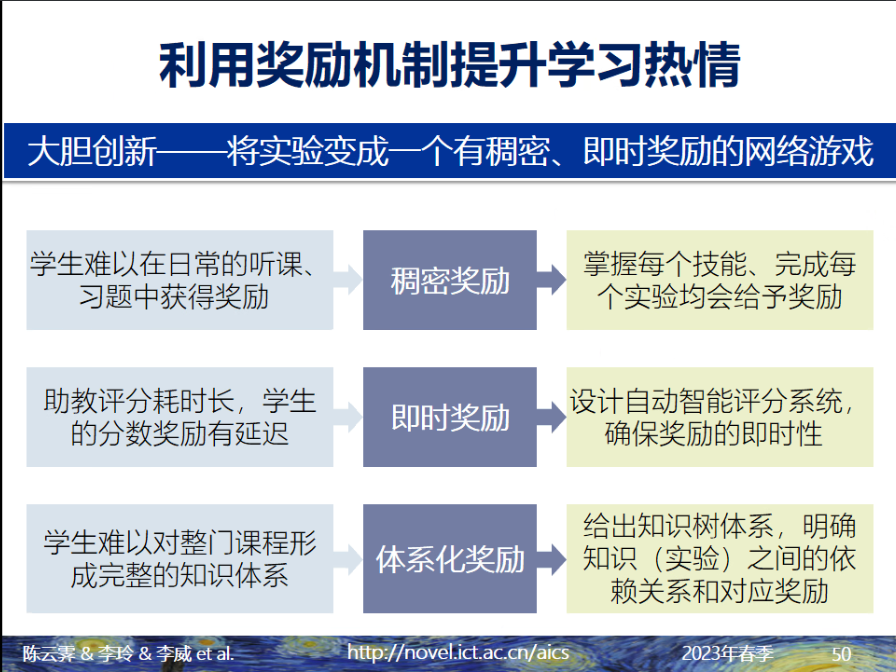 利用奖励机制提升学习热情
大胆创新——将实验变成一个有稠密、即时奖励的网络游戏
学生难以在日常的听课、
习题中获得奖励
稠密奖励
掌握每个技能、完成每
个实验均会给予奖励
助教评分耗时长，学生
的分数奖励有延迟
即时奖励
设计自动智能评分系统，
确保奖励的即时性
学生难以对整门课程形
成完整的知识体系
体系化奖励
给出知识树体系，明确
知识（实验）之间的依
赖关系和对应奖励
陈云霁 & 李玲 & 李威 et al.
http://novel.ict.ac.cn/aics
2023年春季
50